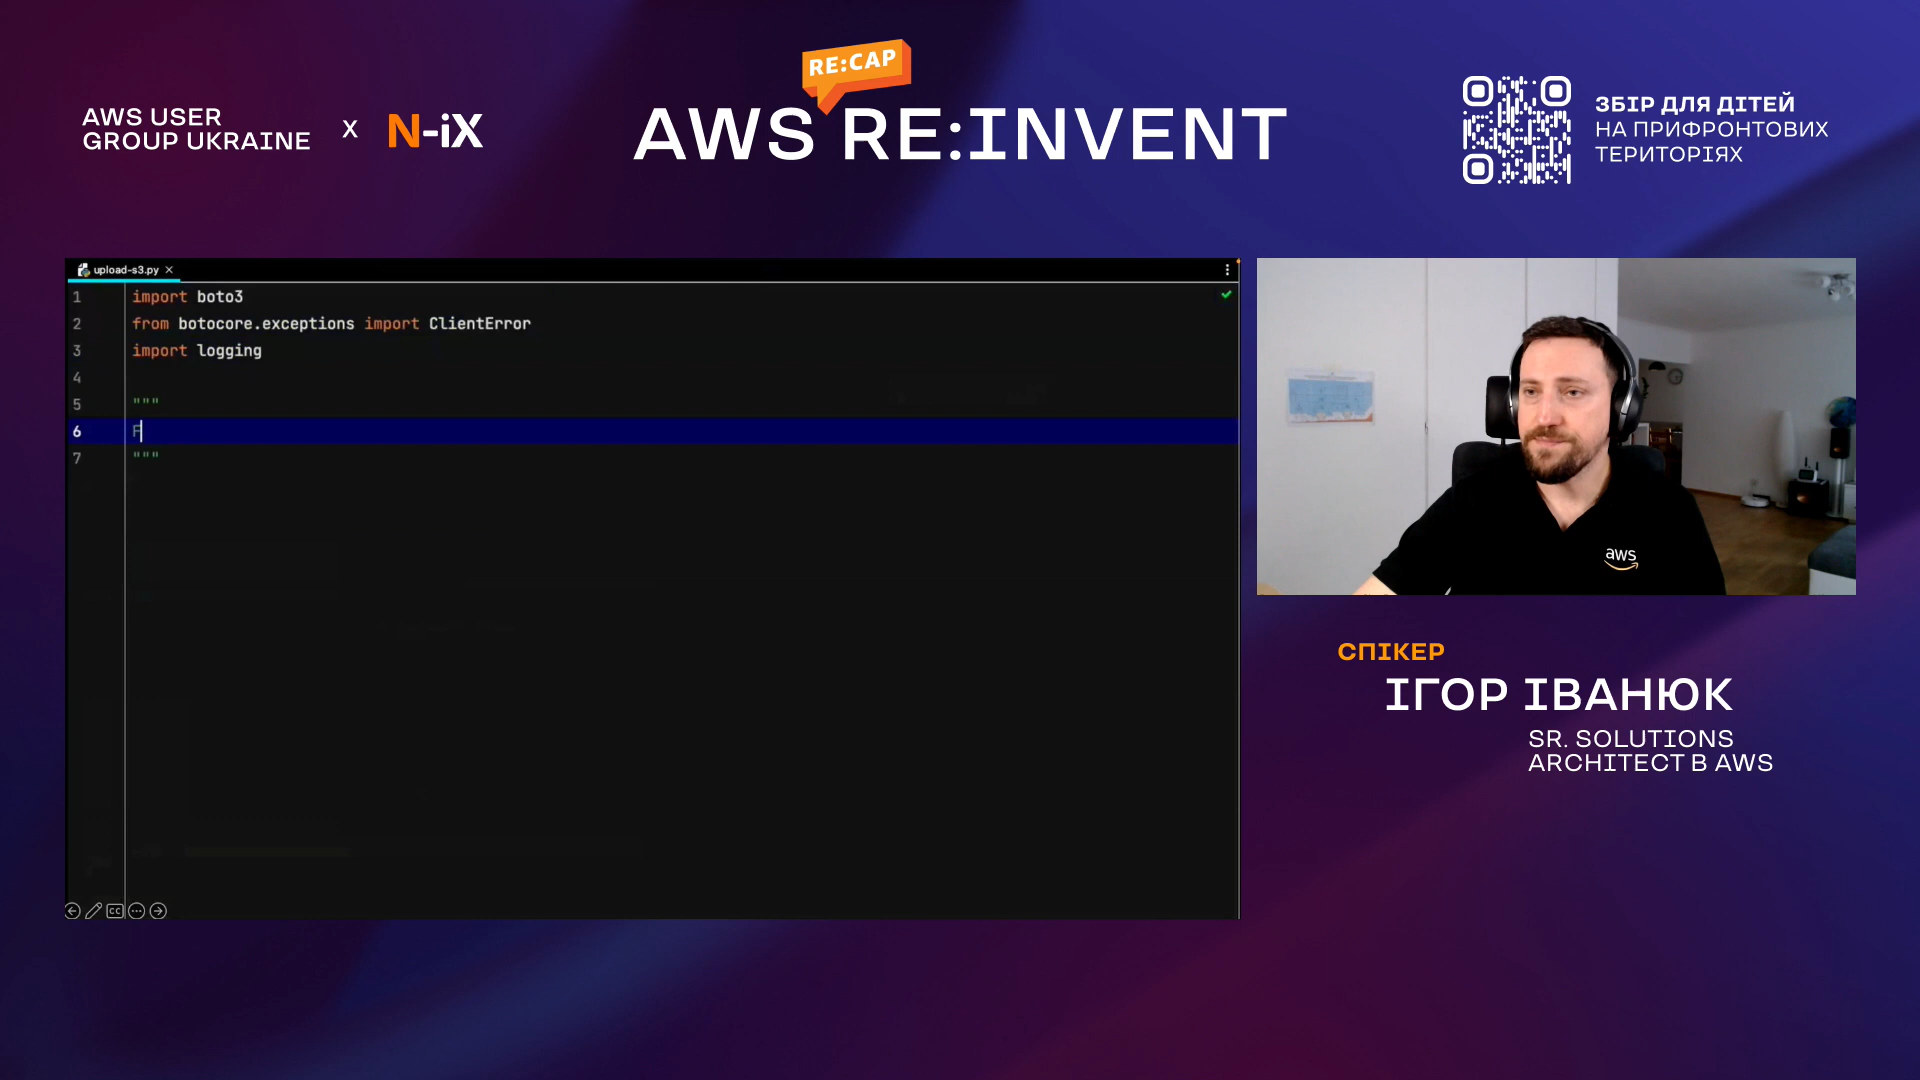 AWS USER
GROUP UKRAINE
X
N-iX
RE:CAP
AWS RE:INVENT
ЗБІР ДЛЯ ДІТЕЙ
НА ПРИФРОНТОВИХ
ТЕРИТОРІЯХ
upload-s3.py
1 import boto3
2 from botocore.exceptions import ClientError
3 import logging
4
5 """
6 F
7 """
CC
aws
СПІКЕР
ІГОР ІВАНЮК
SR. SOLUTIONS
ARCHITECT В AWS